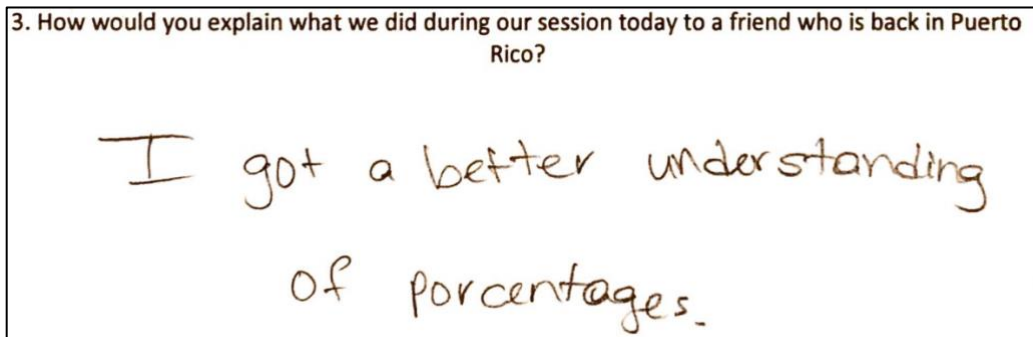 3. How would you explain what we did during our session today to a friend who is back in Puerto
Rico?
I got a better understanding
of porcentages.